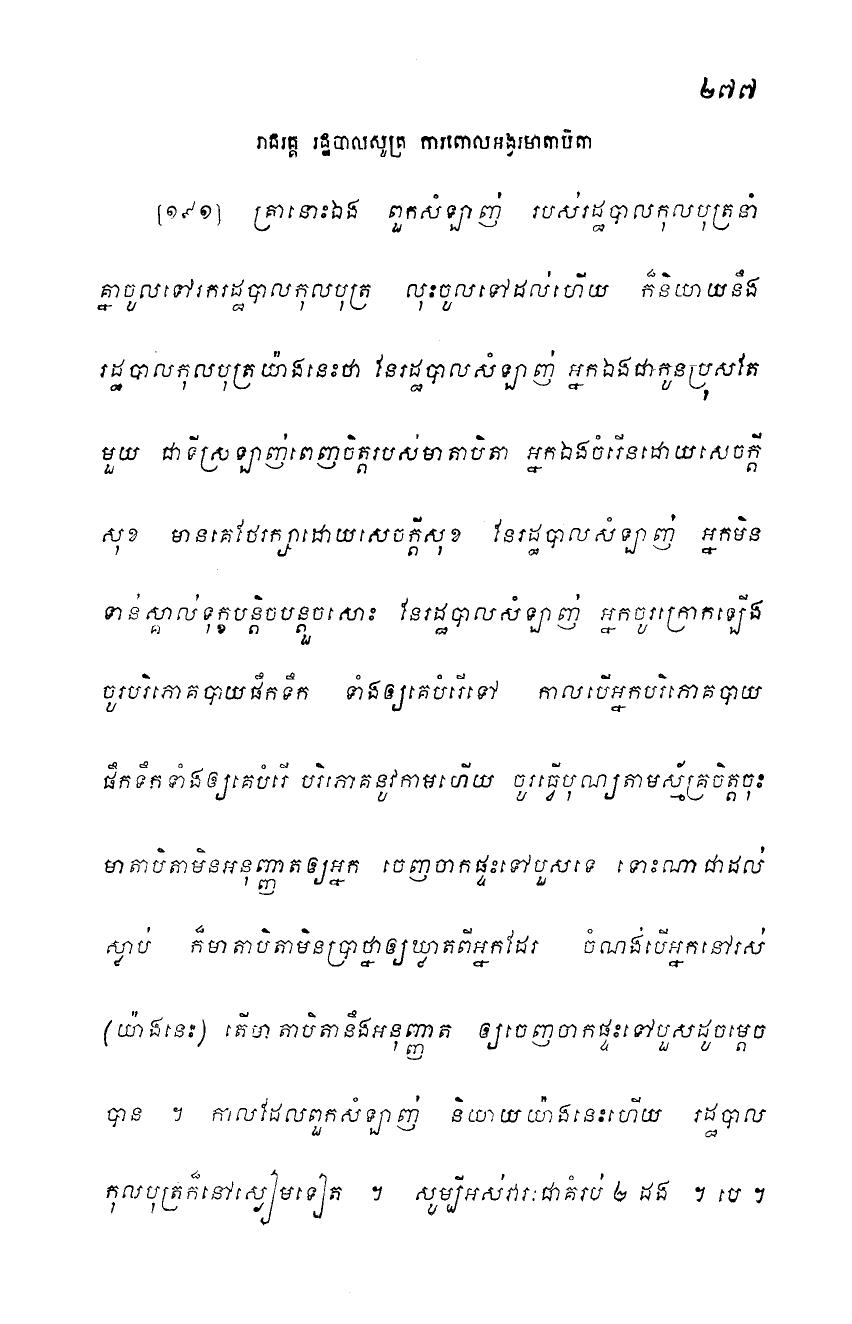 ២៧៧
រាជវគ្គ រដ្ឋបាលសូត្រ ការពោលអង្វរមាតាបិតា
[១៩១] គ្រានោះឯង ពួកសំឡាញ់ របស់រដ្ឋបាលកុលបុត្រនាំ
គ្នាចូលទៅរករដ្ឋបាលកុលបុត្រ លុះចូលទៅដល់ហើយ ក៏និយាយនឹង
រដ្ឋបាលកុលបុត្រយ៉ាងនេះថា នែរដ្ឋបាលសំឡាញ់ អ្នកឯងជាកូនប្រុសតែ
មួយ ជាទីស្រឡាញ់ពេញចិត្តរបស់មាតាបិតា អ្នកឯងចំរើនដោយសេចក្តី
សុខ មានគេថែរក្សាដោយសេចក្តីសុខ នែរដ្ឋបាលសំឡាញ់ អ្នកមិន
ទាន់ស្គាល់ទុក្ខបន្តិចបន្តួចសោះ នែរដ្ឋបាលសំឡាញ់ អ្នកចូរក្រោកឡើង
ចូរបរិភោគបាយផឹកទឹក ទាំងឲ្យគេបំរើទៅ កាលបើអ្នកបរិភោគបាយ
ផឹកទឹកទាំងឲ្យគេបំរើ បរិភោគនូវកាមហើយ ចូរធ្វើបុណ្យតាមស្ម័គ្រចិត្តចុះ
មាតាបិតាមិនអនុញ្ញាតឲ្យអ្នក ចេញចាកផ្ទះទៅបួសទេ ទោះណាជាដល់
ស្លាប់ ក៏មាតាបិតាមិនប្រាថ្នាឲ្យឃ្លាតពីអ្នកដែរ ចំណង់បើអ្នកនៅរស់
(យ៉ាងនេះ) តើមាតាបិតានឹងអនុញ្ញាត ឲ្យចេញចាកផ្ទះទៅបួសដូចម្តេច
បាន ។ កាលដែលពួកសំឡាញ់ និយាយយ៉ាងនេះហើយ រដ្ឋបាល
កុលបុត្រក៏នៅស្ងៀមទៀត ។ សូម្បីអស់វារៈជាគំរប់ ២ ដង ។ បេ ។